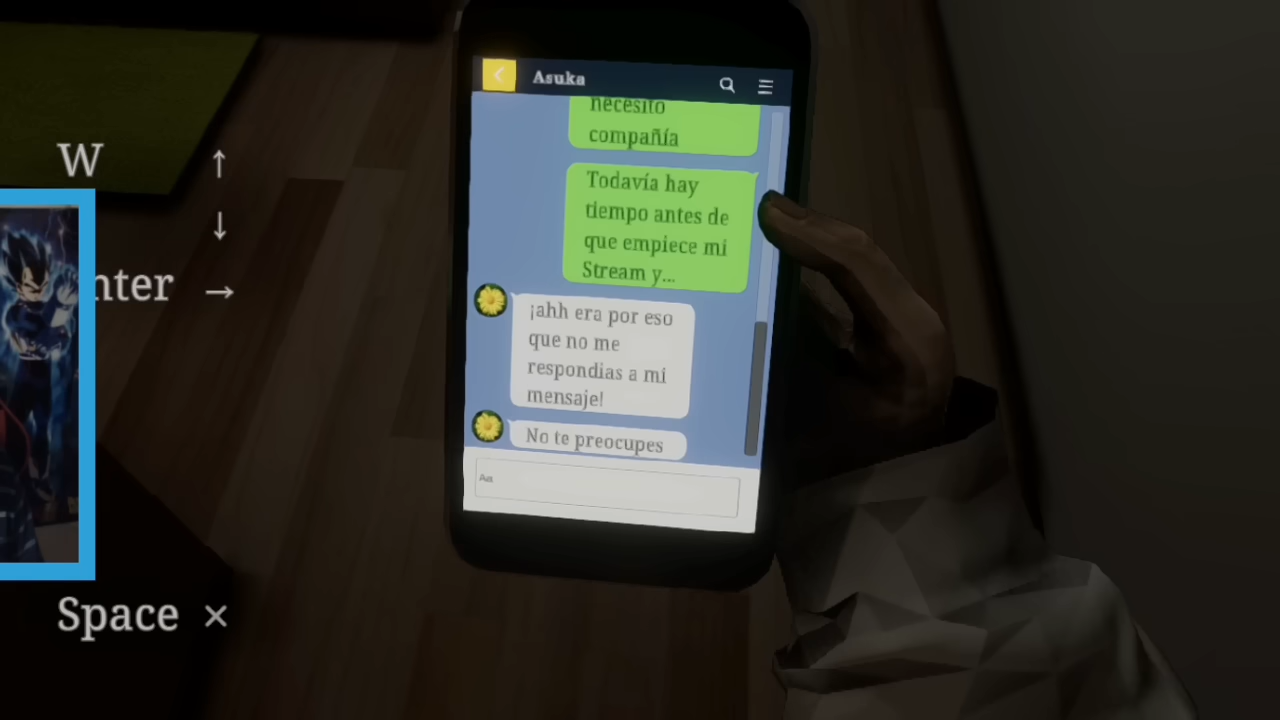 Asuka
necesito
compañía
Todavía hay
tiempo antes de
que empiece mi
Stream y...
¡ahh era por eso
que no me
respondias a mi
mensaje!
No te preocupes
Aa
W ↑
↓
nter →
Space ×